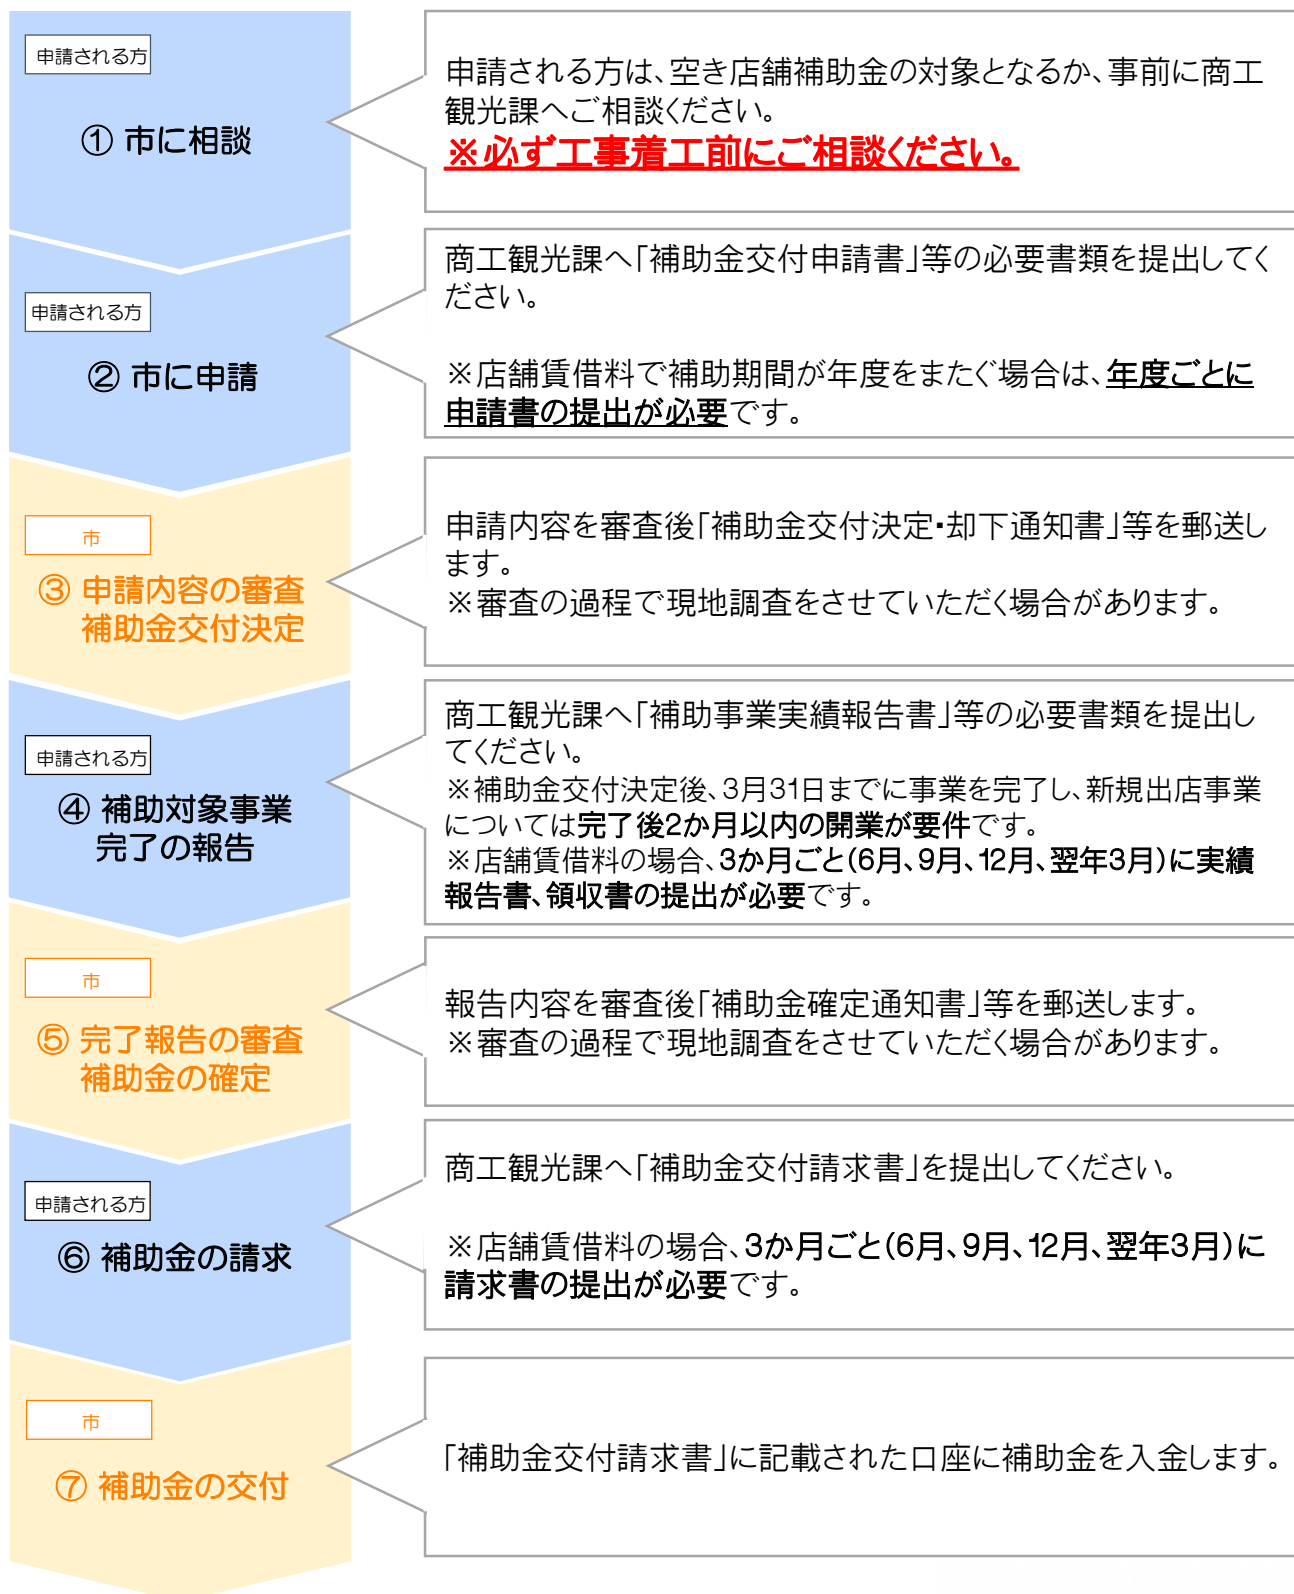 申請される方
① 市に相談
申請される方は、空き店舗補助金の対象となるか、事前に商工
観光課へご相談ください。
※必ず工事着工前にご相談ください。
申請される方
② 市に申請
商工観光課へ「補助金交付申請書」等の必要書類を提出してく
ださい。
※店舗賃借料で補助期間が年度をまたぐ場合は、年度ごとに
申請書の提出が必要です。
市
③ 申請内容の審査
補助金交付決定
申請内容を審査後「補助金交付決定・却下通知書」等を郵送し
ます。
※審査の過程で現地調査をさせていただく場合があります。
申請される方
④ 補助対象事業
完了の報告
商工観光課へ「補助事業実績報告書」等の必要書類を提出し
てください。
※補助金交付決定後、3月31日までに事業を完了し、新規出店事業
については完了後2か月以内の開業が要件です。
※店舗賃借料の場合、3か月ごと(6月、9月、12月、翌年3月)に実績
報告書、領収書の提出が必要です。
市
⑤ 完了報告の審査
補助金の確定
報告内容を審査後「補助金確定通知書」等を郵送します。
※審査の過程で現地調査をさせていただく場合があります。
申請される方
⑥ 補助金の請求
商工観光課へ「補助金交付請求書」を提出してください。
※店舗賃借料の場合、3か月ごと(6月、9月、12月、翌年3月)に
請求書の提出が必要です。
市
⑦ 補助金の交付
「補助金交付請求書」に記載された口座に補助金を入金します。